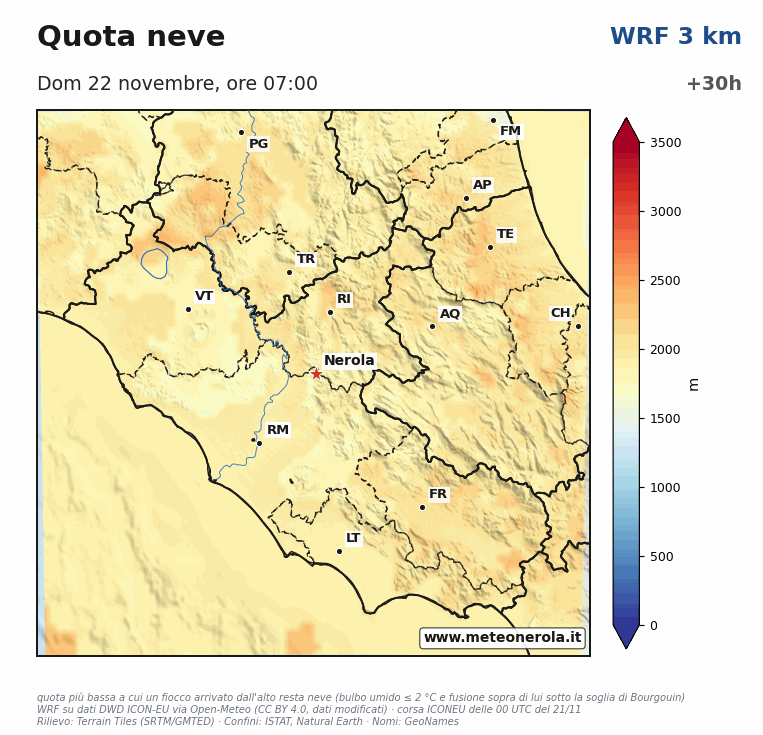 Quota neve
WRF 3 km
Dom 22 novembre, ore 07:00
+30h
FM
PG
AP
TE
TR
VT
RI
AQ
CH
Nerola
RM
FR
LT
www.meteonerola.it
3500
3000
2500
2000
1500
1000
500
0
m
quota più bassa a cui un fiocco arrivato dall'alto resta neve (bulbo umido ≤ 2 °C e fusione sopra di lui sotto la soglia di Bourgouin)
WRF su dati DWD ICON-EU via Open-Meteo (CC BY 4.0, dati modificati) · corsa ICONEU delle 00 UTC del 21/11
Rilievo: Terrain Tiles (SRTM/GMTED) · Confini: ISTAT, Natural Earth · Nomi: GeoNames